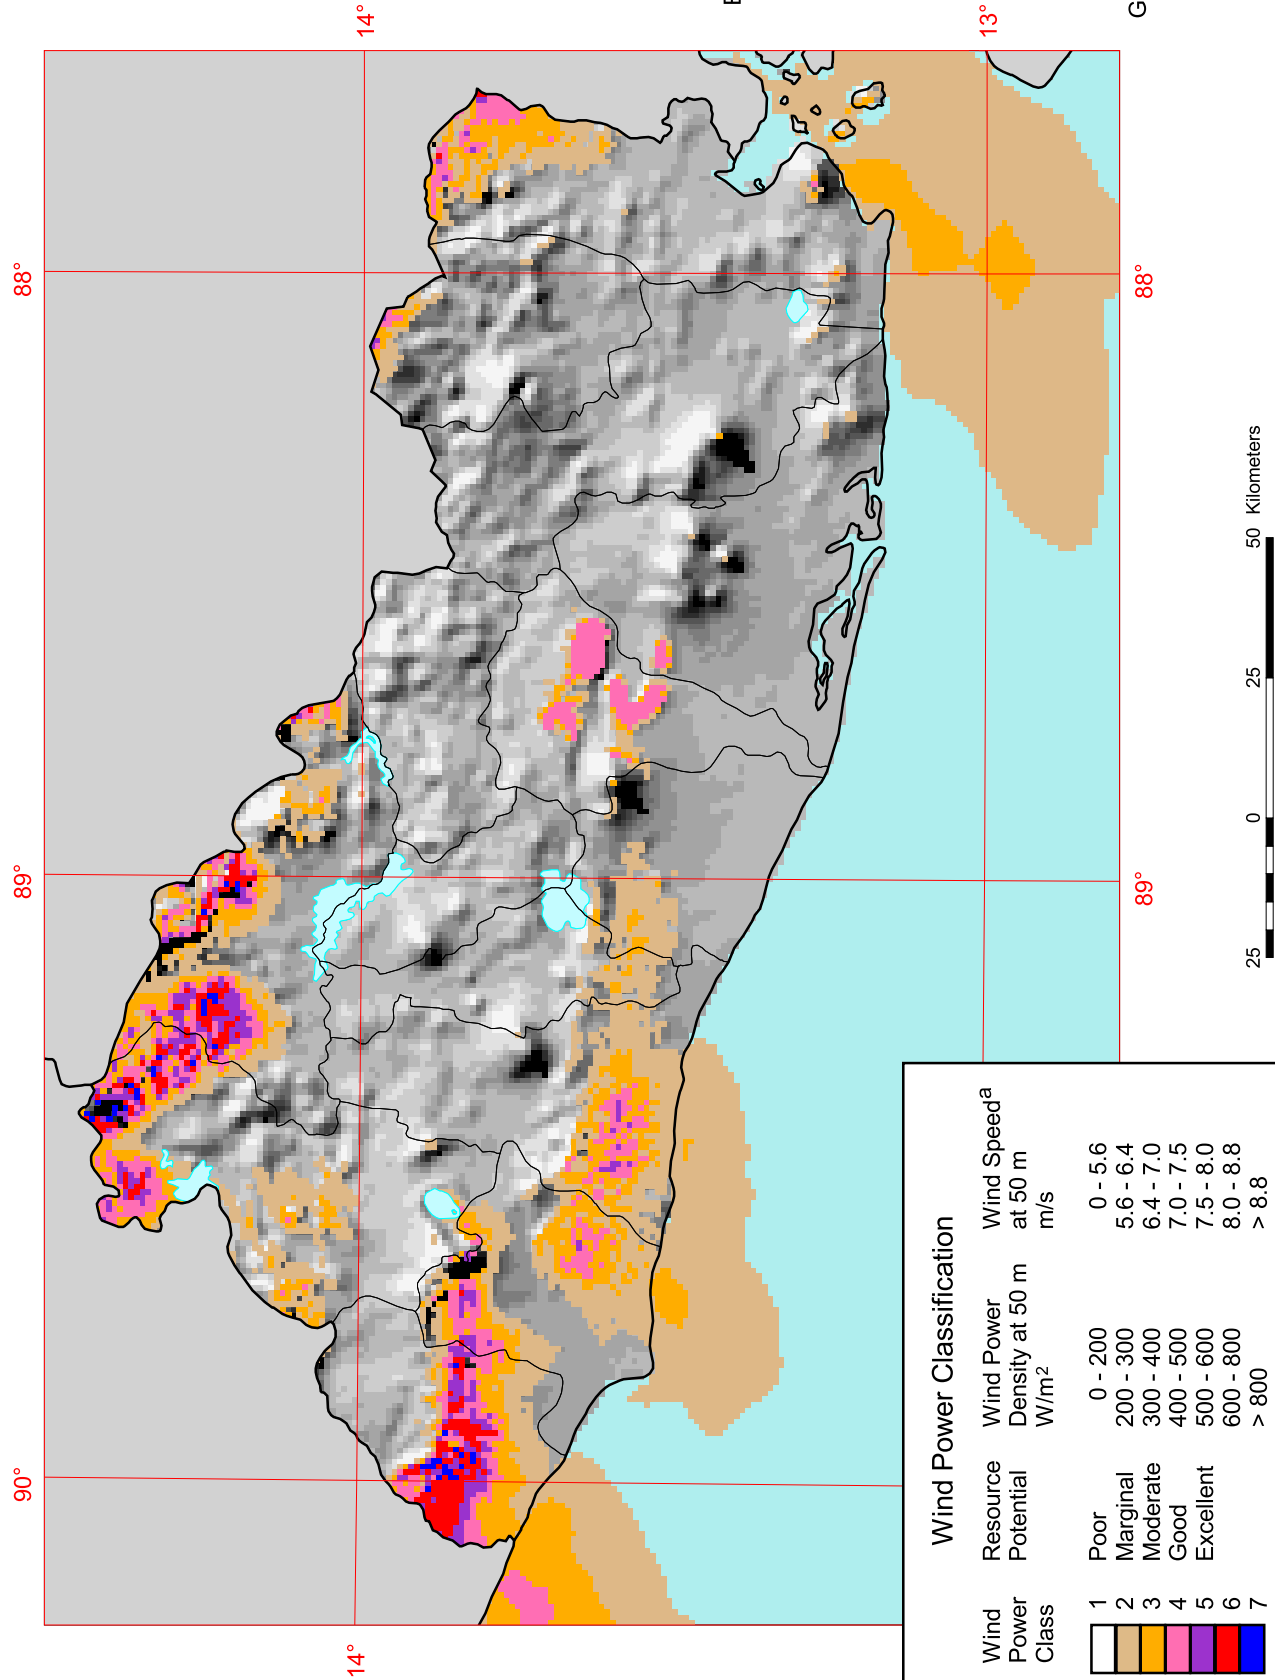 14°
13°
88°
88°
89°
89°
90°
14°
25 0 25 50 Kilometers
Wind Power Classification
Wind Resource Wind Power Wind Speedᵃ
Power Potential Density at 50 m at 50 m
Class W/m² m/s
1 Poor 0 - 200 0 - 5.6
2 Marginal 200 - 300 5.6 - 6.4
3 Moderate 300 - 400 6.4 - 7.0
4 Good 400 - 500 7.0 - 7.5
5 Excellent 500 - 600 7.5 - 8.0
6 600 - 800 8.0 - 8.8
7 > 800 > 8.8